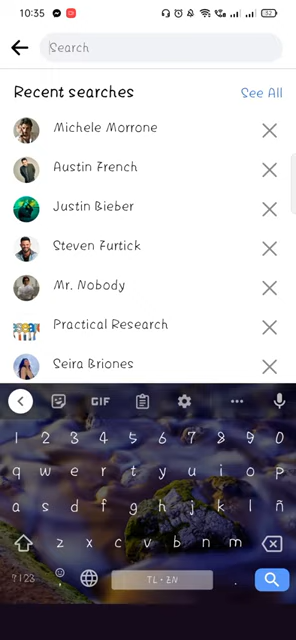 10:35
Search
Recent searches
See All
Michele Morrone
Austin French
Justin Bieber
Steven Furtick
Mr. Nobody
Practical Research
Seira Briones
GIF
1 2 3 4 5 6 7 8 9 0
q w e r t y u i o p
a s d f g h j k l ñ
z x c v b n m
?123
TL • EN
.